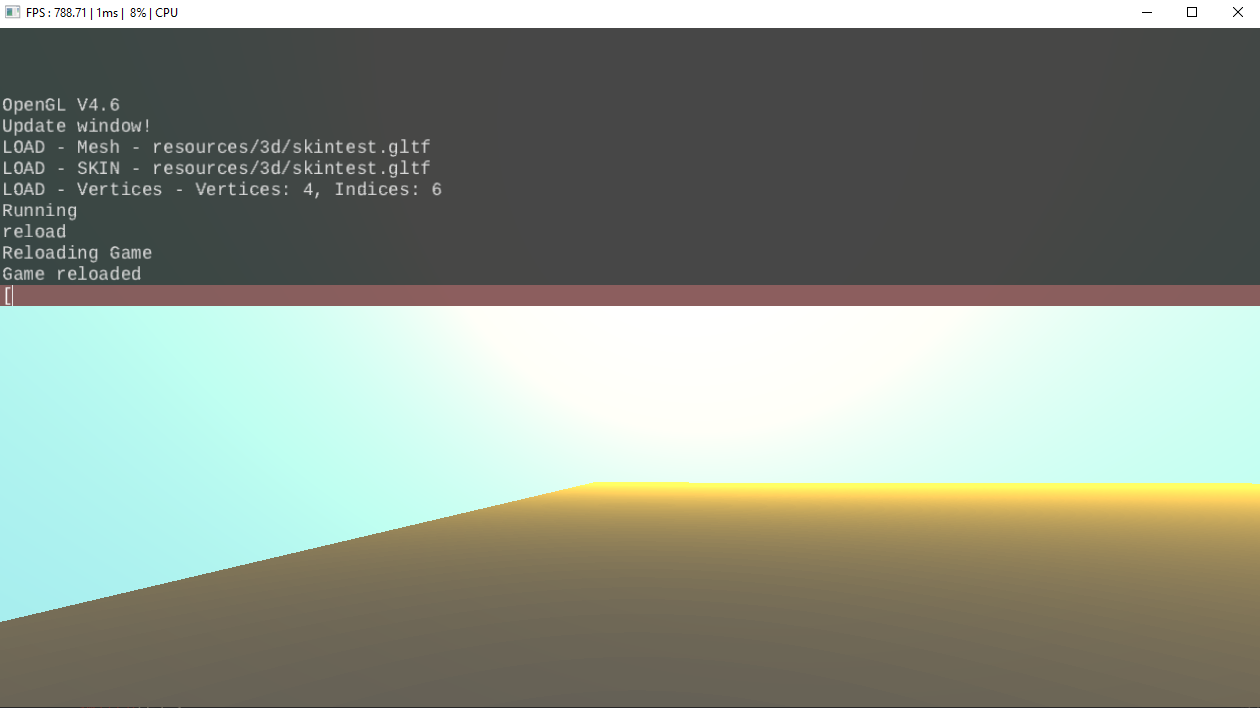 FPS : 788.71 | 1ms | 8% | CPU
OpenGL V4.6
Update window!
LOAD - Mesh - resources/3d/skintest.gltf
LOAD - SKIN - resources/3d/skintest.gltf
LOAD - Vertices - Vertices: 4, Indices: 6
Running
reload
Reloading Game
Game reloaded
[